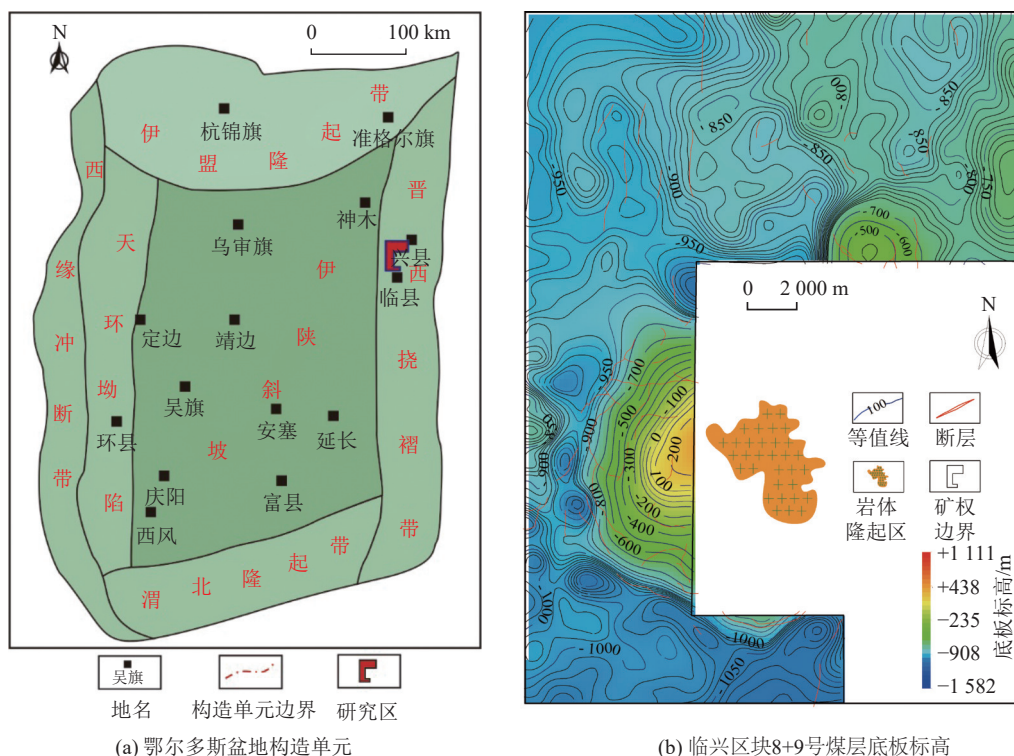 N
0 100 km
伊盟隆起带
杭锦旗
准格尔旗
西缘冲断带
天环坳陷
伊陕斜坡
晋西挠褶带
渭北隆起带
神木
乌审旗
兴县
临县
定边
靖边
吴旗
安塞
延长
环县
庆阳
富县
西风
吴旗
地名
构造单元边界
研究区
(a) 鄂尔多斯盆地构造单元
-800
-850
-850
-850
-850
-950
-900
-800
-750
-700
-500
-600
-950
0 2 000 m
N
-950
-700
-100
-500
0
200
-900
-300
100
-850
-900
-800
-200
-400
-600
-1000
-1000
-1000
-1050
100
等值线
断层
岩体
隆起区
矿权
边界
+1 111
+438
−235
−908
−1 582
底板标高/m
(b) 临兴区块8+9号煤层底板标高